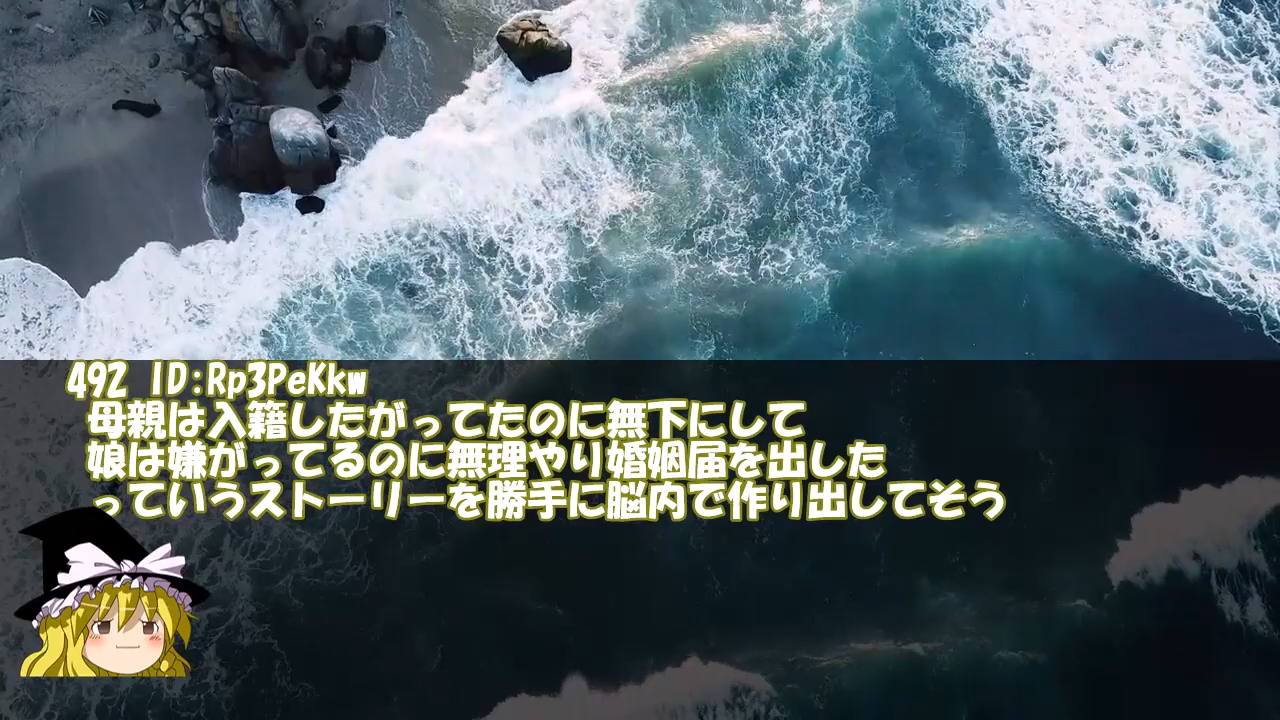 492 ID:Rp3PeKkw
母親は入籍したがってたのに無下にして
娘は嫌がってるのに無理やり婚姻届を出した
っていうストーリーを勝手に脳内で作り出してそう